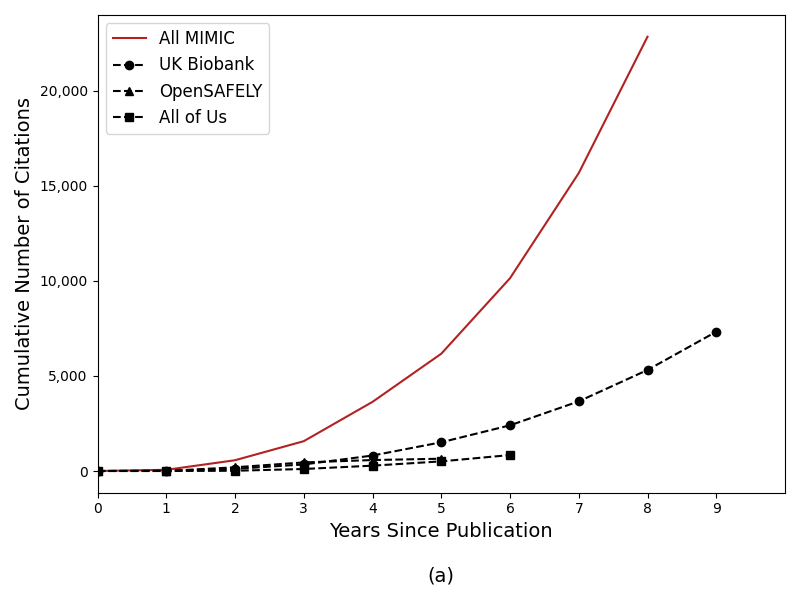 All MIMIC
UK Biobank
OpenSAFELY
All of Us
Cumulative Number of Citations
20,000
15,000
10,000
5,000
0
0 1 2 3 4 5 6 7 8 9
Years Since Publication
(a)